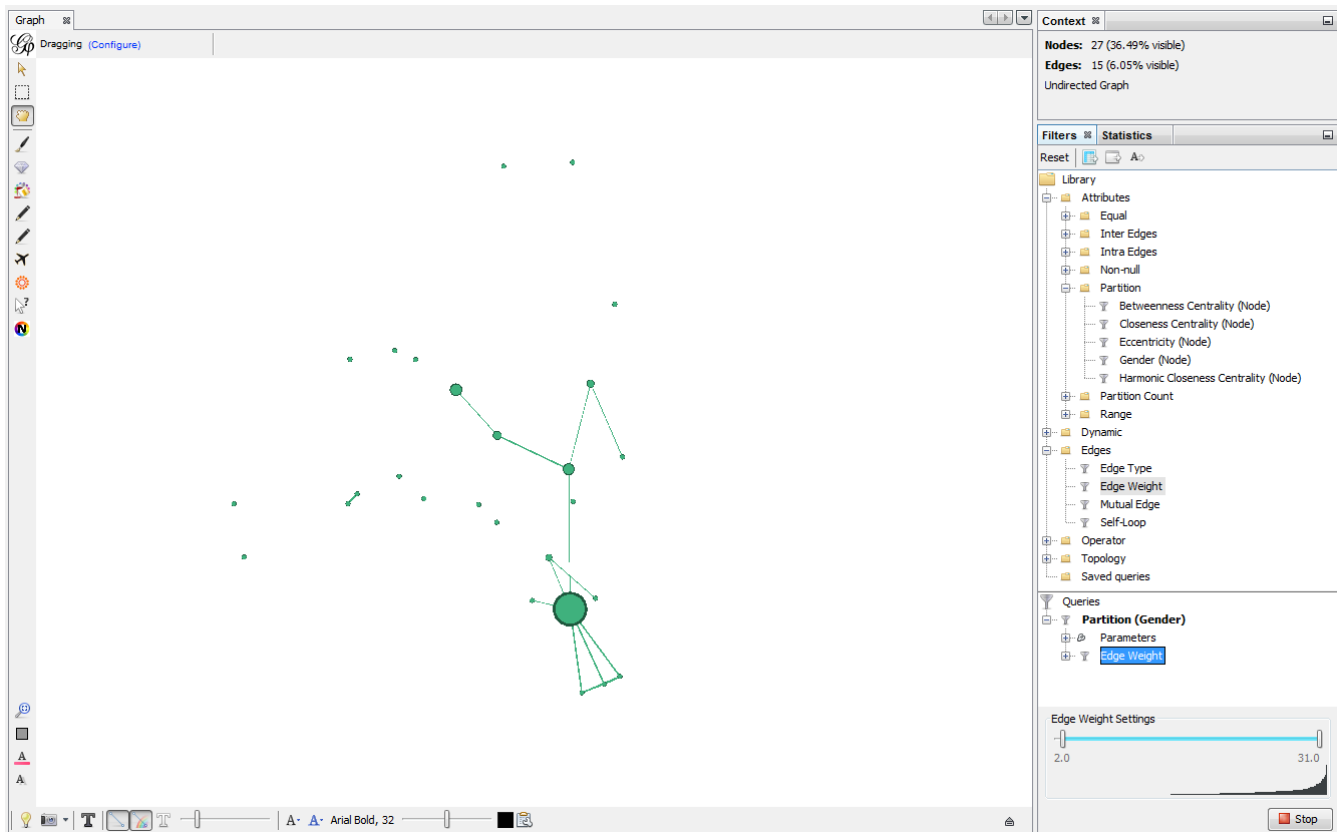 Graph
Dragging (Configure)
Context
Nodes: 27 (36.49% visible)
Edges: 15 (6.05% visible)
Undirected Graph
Filters Statistics
Reset A
Library
Attributes
Equal
Inter Edges
Intra Edges
Non-null
Partition
Betweenness Centrality (Node)
Closeness Centrality (Node)
Eccentricity (Node)
Gender (Node)
Harmonic Closeness Centrality (Node)
Partition Count
Range
Dynamic
Edges
Edge Type
Edge Weight
Mutual Edge
Self-Loop
Operator
Topology
Saved queries
Queries
Partition (Gender)
Parameters
Edge Weight
Edge Weight Settings
2.0 31.0
Stop
? 
N
A
A
T T A- A- Arial Bold, 32